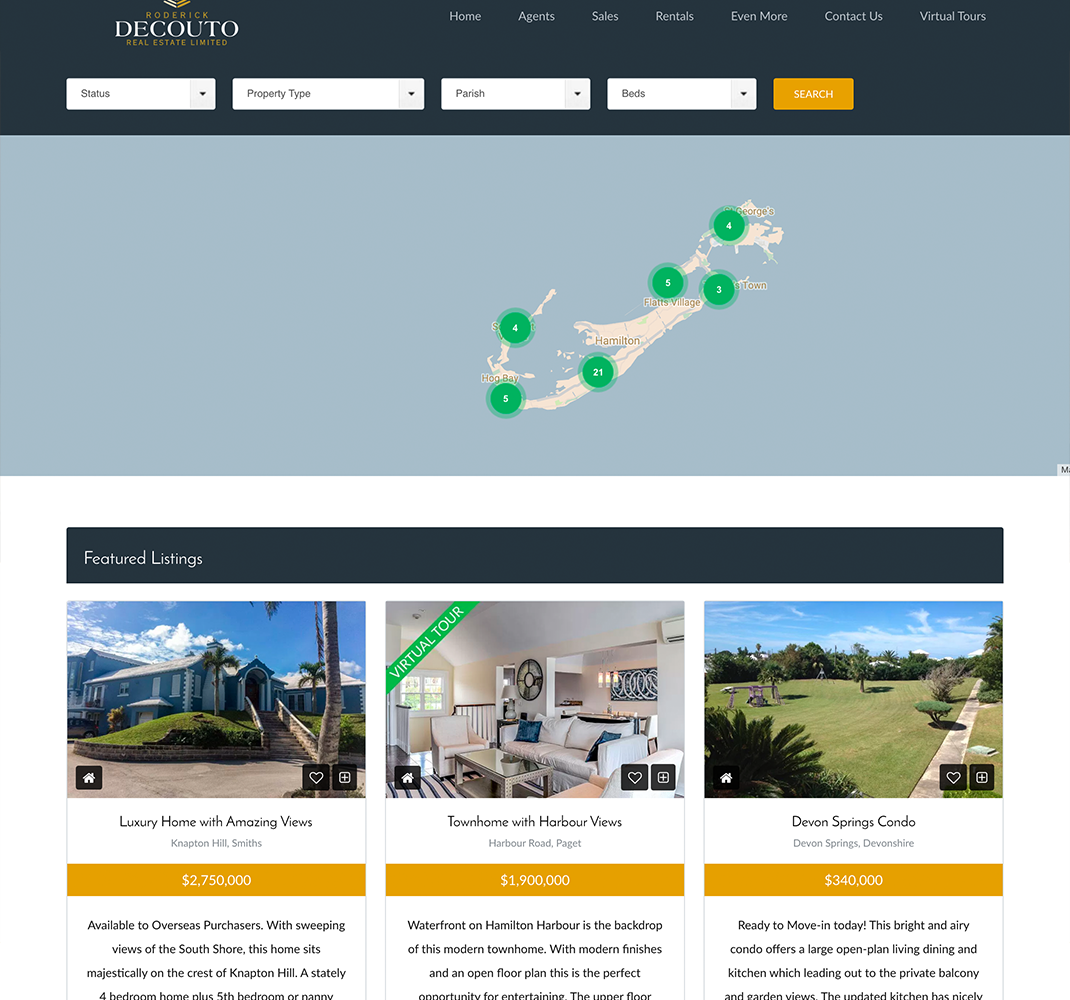 RODERICK
DECOUTO
REAL ESTATE LIMITED
Home Agents Sales Rentals Even More Contact Us Virtual Tours
Status Property Type Parish Beds SEARCH
George's
4
5
3
s Town
Flatts Village
4
Hamilton
21
Hog Bay
5
Featured Listings
VIRTUAL TOUR
Luxury Home with Amazing Views
Knapton Hill, Smiths
$2,750,000
Available to Overseas Purchasers. With sweeping
views of the South Shore, this home sits
majestically on the crest of Knapton Hill. A stately
4 bedroom home plus 5th bedroom or nanny
Townhome with Harbour Views
Harbour Road, Paget
$1,900,000
Waterfront on Hamilton Harbour is the backdrop
of this modern townhome. With modern finishes
and an open floor plan this is the perfect
opportunity for entertaining. The upper floor
Devon Springs Condo
Devon Springs, Devonshire
$340,000
Ready to Move-in today! This bright and airy
condo offers a large open-plan living dining and
kitchen which leading out to the private balcony
and garden views. The updated kitchen has nicely